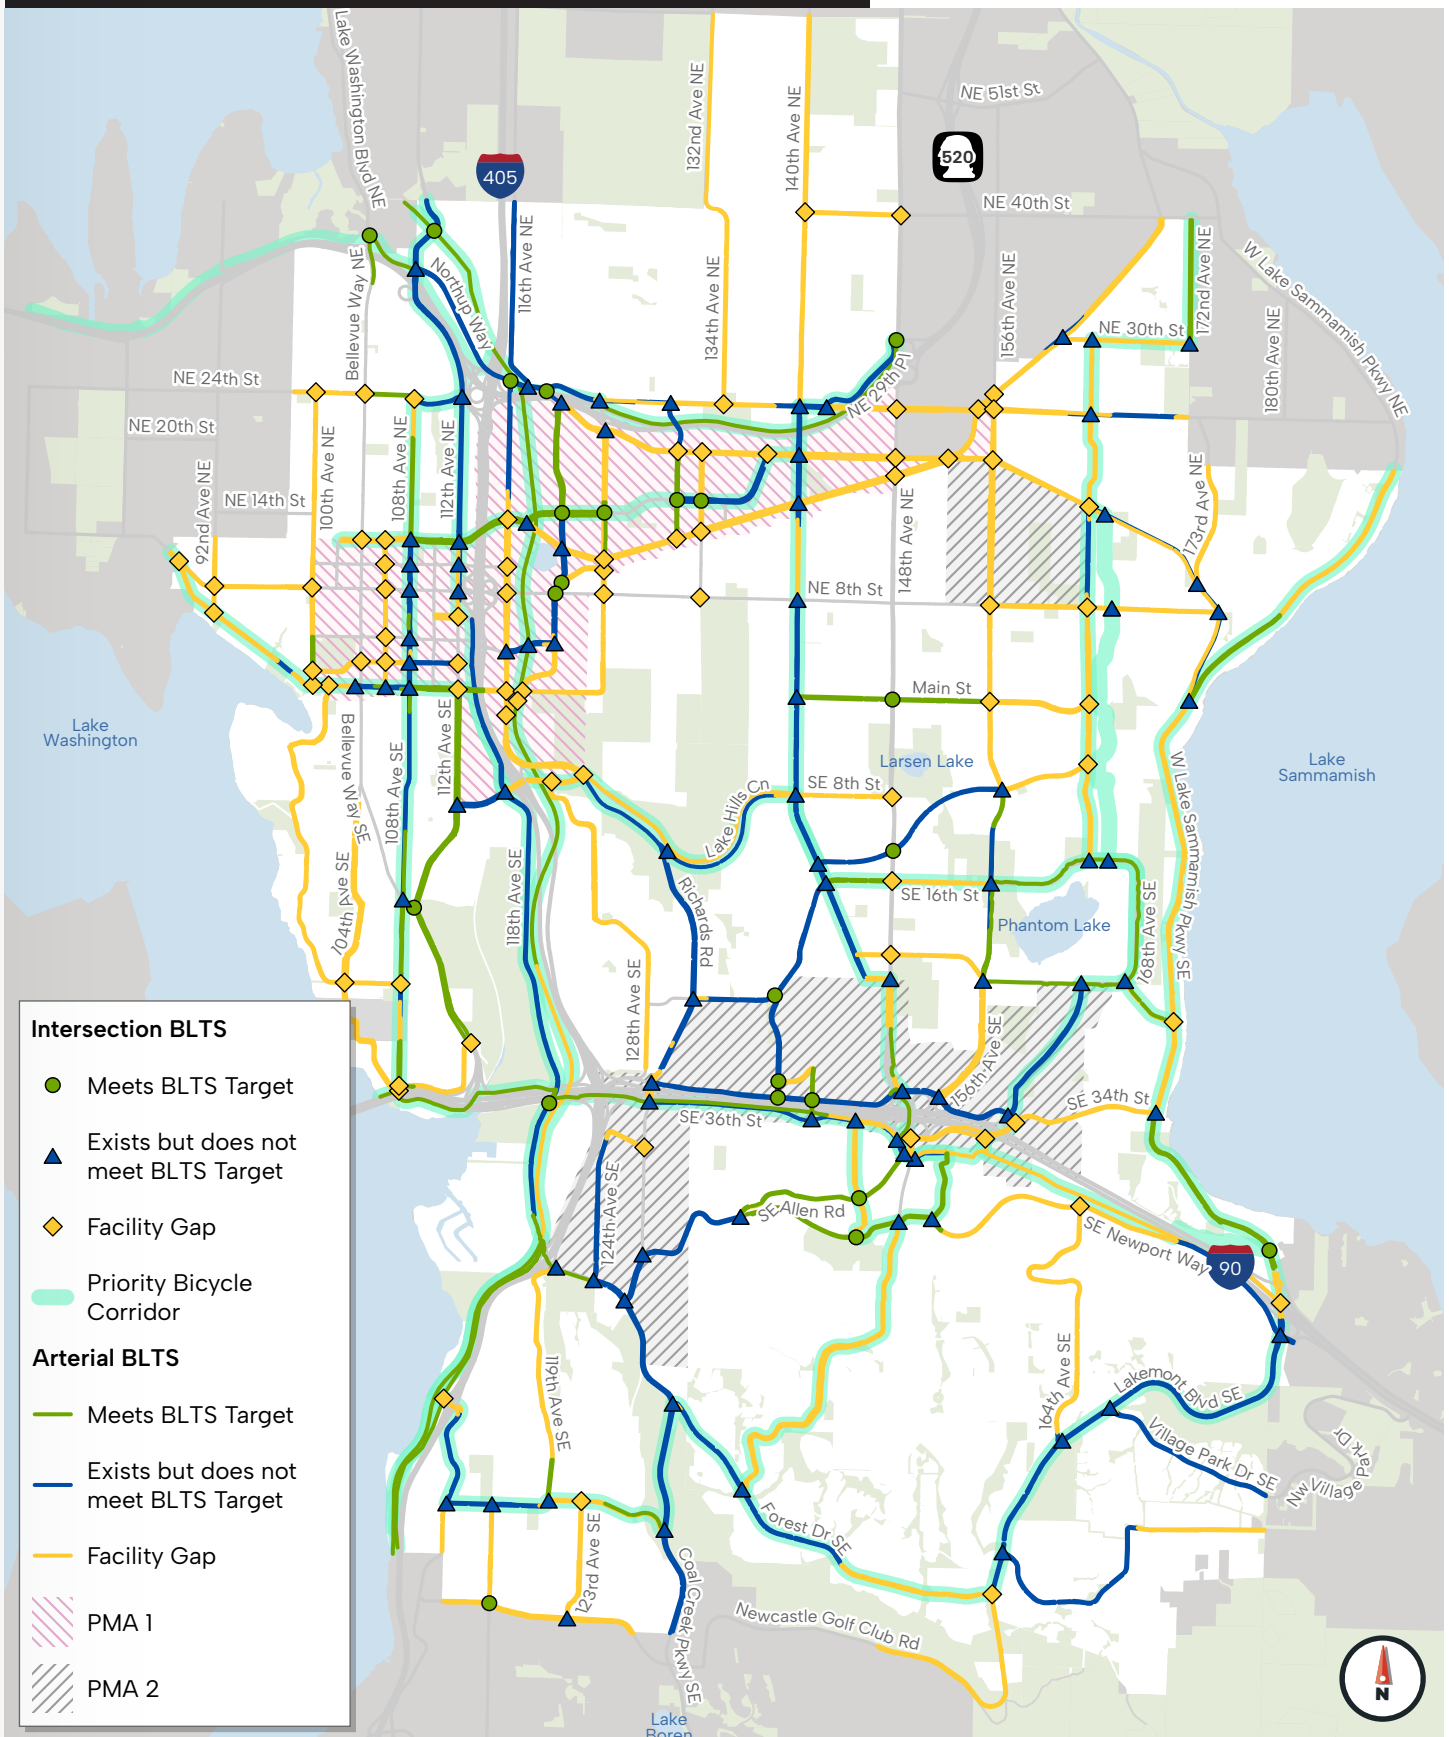 Lake Washington Blvd NE
132nd Ave NE
140th Ave NE
NE 51st St
520
405
NE 40th St
116th Ave NE
Bellevue Way NE
Northup Way
134th Ave NE
156th Ave NE
172nd Ave NE
W Lake Sammamish Pkwy NE
NE 30th St
180th Ave NE
NE 29th Pl
NE 24th St
NE 20th St
100th Ave NE
108th Ave NE
112th Ave NE
92nd Ave NE
NE 14th St
148th Ave NE
173rd Ave NE
NE 8th St
Main St
Lake
Washington
Bellevue Way SE
108th Ave SE
112th Ave SE
Larsen Lake
Lake
Sammamish
SE 8th St
Lake Hills Cn
W Lake Sammamish Pkwy SE
104th Ave SE
118th Ave SE
Richards Rd
SE 16th St
Phantom Lake
168th Ave SE
128th Ave SE
156th Ave SE
SE 34th St
SE 36th St
124th Ave SE
SE Allen Rd
SE Newport Way
90
119th Ave SE
164th Ave SE
Lakemont Blvd SE
Village Park Dr SE
NW Village
Park Dr
Forest Dr SE
123rd Ave SE
Coal Creek Pkwy SE
Newcastle Golf Club Rd
Lake
Boren
N
Intersection BLTS
Meets BLTS Target
Exists but does not
meet BLTS Target
Facility Gap
Priority Bicycle
Corridor
Arterial BLTS
Meets BLTS Target
Exists but does not
meet BLTS Target
Facility Gap
PMA 1
PMA 2